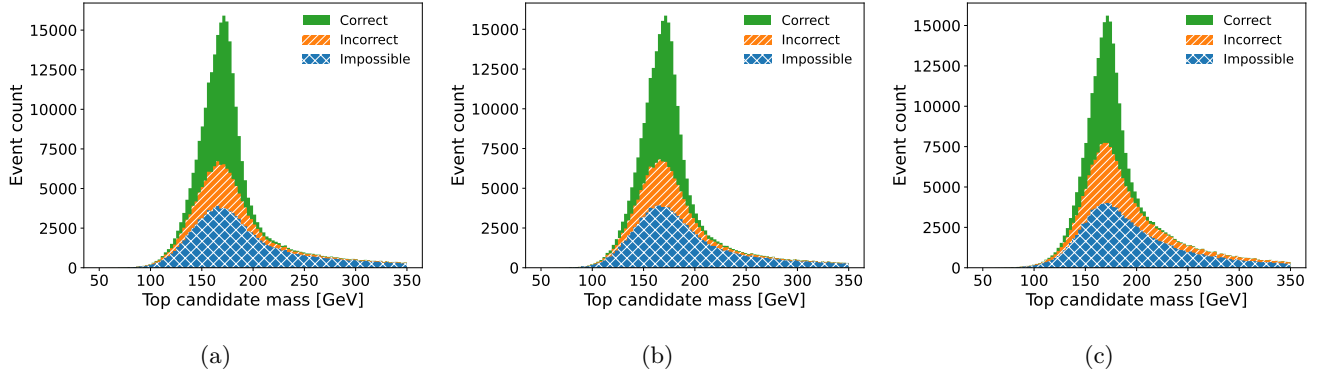 Correct
Incorrect
Impossible
15000
12500
10000
7500
5000
2500
0
Event count
50 100 150 200 250 300 350
Top candidate mass [GeV]
(a)
Correct
Incorrect
Impossible
15000
12500
10000
7500
5000
2500
0
Event count
50 100 150 200 250 300 350
Top candidate mass [GeV]
(b)
Correct
Incorrect
Impossible
15000
12500
10000
7500
5000
2500
0
Event count
50 100 150 200 250 300 350
Top candidate mass [GeV]
(c)